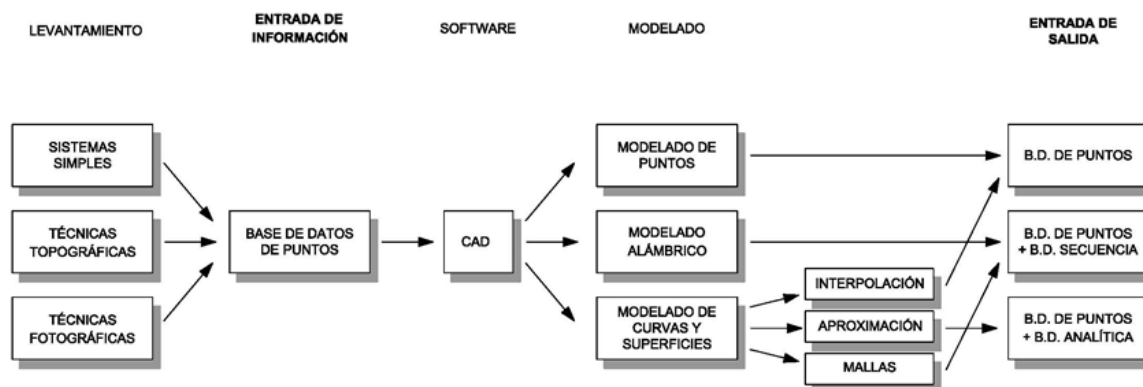 LEVANTAMIENTO
ENTRADA DE
INFORMACIÓN
SOFTWARE
MODELADO
ENTRADA DE
SALIDA
SISTEMAS
SIMPLES
TÉCNICAS
TOPOGRÁFICAS
TÉCNICAS
FOTOGRÁFICAS
BASE DE DATOS
DE PUNTOS
CAD
MODELADO DE
PUNTOS
MODELADO
ALÁMBRICO
MODELADO DE
CURVAS Y
SUPERFICIES
INTERPOLACIÓN
APROXIMACIÓN
MALLAS
B.D. DE PUNTOS
B.D. DE PUNTOS
+ B.D. SECUENCIA
B.D. DE PUNTOS
+ B.D. ANALÍTICA